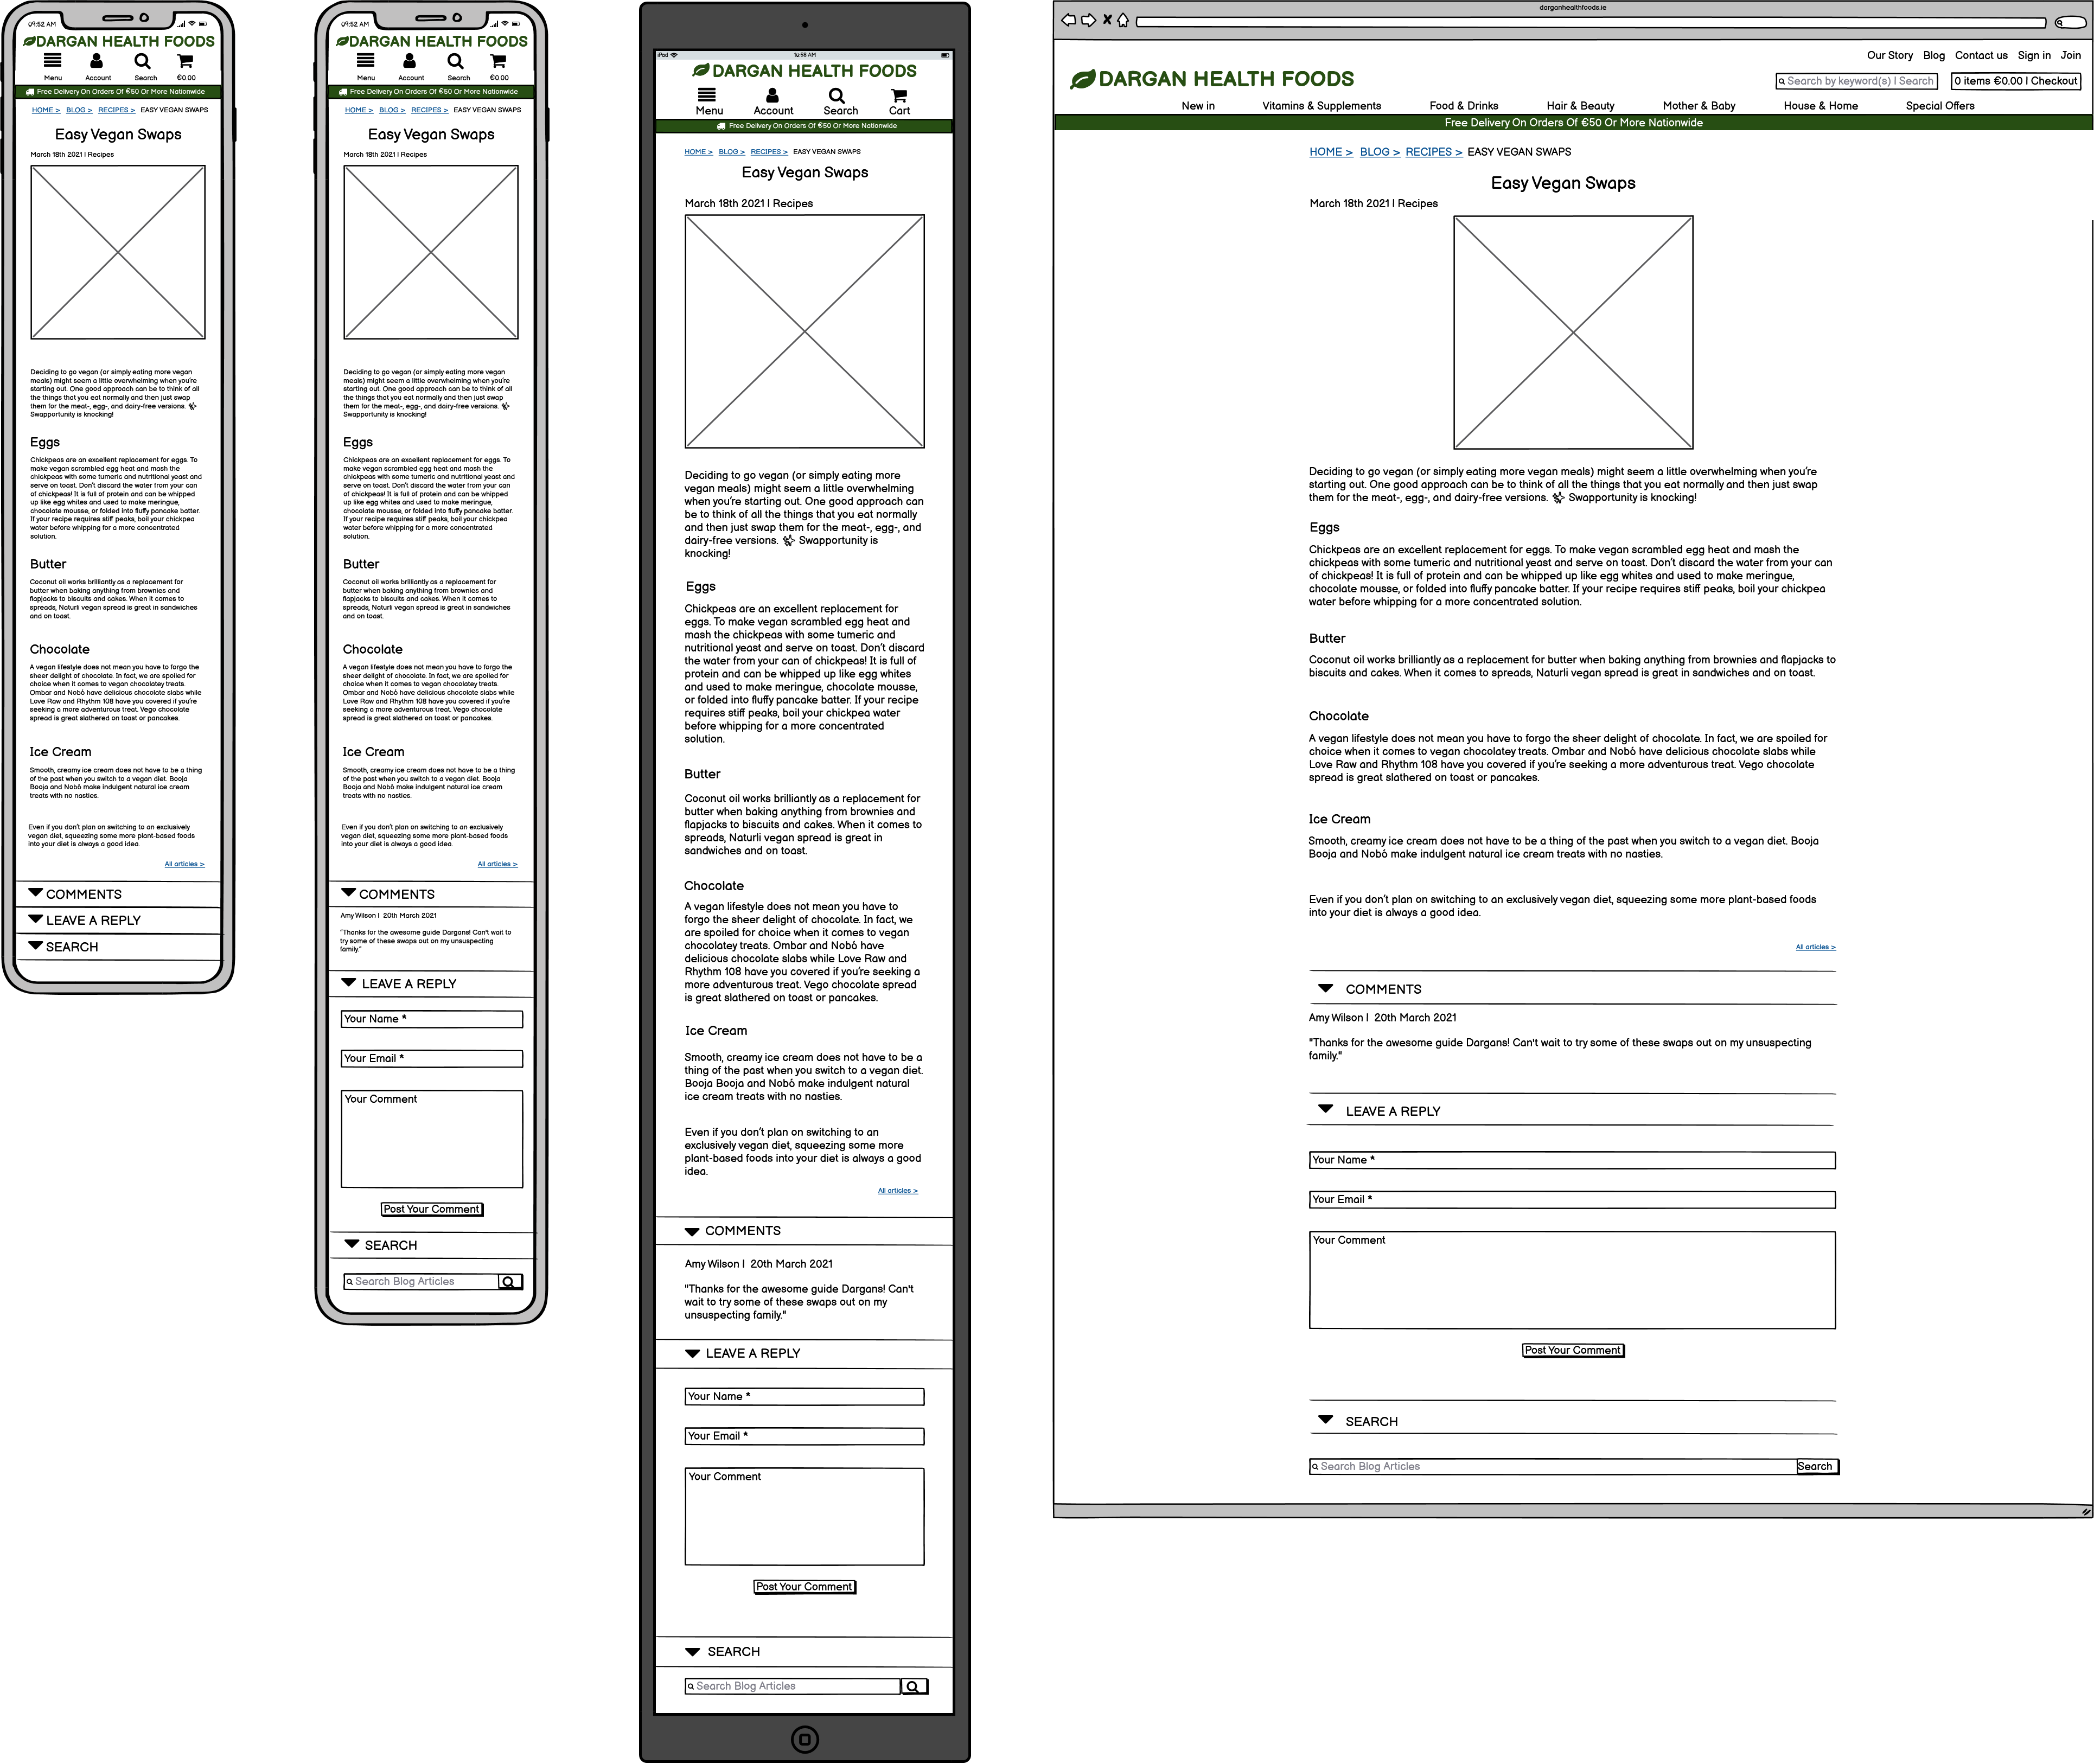 09:52 AM
DARGAN HEALTH FOODS
Menu Account Search €0.00
Free Delivery On Orders Of €50 Or More Nationwide
HOME > BLOG > RECIPES > EASY VEGAN SWAPS
Easy Vegan Swaps
March 18th 2021 | Recipes
Deciding to go vegan (or simply eating more vegan
meals) might seem a little overwhelming when you're
starting out. One good approach can be to think of all
the things that you eat normally and then just swap
them for the meat-, egg-, and dairy-free versions.
Swapportunity is knocking!
Eggs
Chickpeas are an excellent replacement for eggs. To
make vegan scrambled egg heat and mash the
chickpeas with some tumeric and nutritional yeast and
serve on toast. Don't discard the water from your can
of chickpeas! It is full of protein and can be whipped
up like egg whites and used to make meringue,
chocolate mousse, or folded into fluffy pancake batter.
If your recipe requires stiff peaks, boil your chickpea
water before whipping for a more concentrated
solution.
Butter
Coconut oil works brilliantly as a replacement for
butter when baking anything from brownies and
flapjacks to biscuits and cakes. When it comes to
spreads, Naturli vegan spread is great in sandwiches
and on toast.
Chocolate
A vegan lifestyle does not mean you have to forgo the
sheer delight of chocolate. In fact, we are spoiled for
choice when it comes to vegan chocolatey treats.
Ombar and Nobó have delicious chocolate slabs while
Love Raw and Rhythm 108 have you covered if you're
seeking a more adventurous treat. Vego chocolate
spread is great slathered on toast or pancakes.
Ice Cream
Smooth, creamy ice cream does not have to be a thing
of the past when you switch to a vegan diet. Booja
Booja and Nobó make indulgent natural ice cream
treats with no nasties.
Even if you don't plan on switching to an exclusively
vegan diet, squeezing some more plant-based foods
into your diet is always a good idea.
All articles >
COMMENTS
LEAVE A REPLY
SEARCH
09:52 AM
DARGAN HEALTH FOODS
Menu Account Search €0.00
Free Delivery On Orders Of €50 Or More Nationwide
HOME > BLOG > RECIPES > EASY VEGAN SWAPS
Easy Vegan Swaps
March 18th 2021 | Recipes
Deciding to go vegan (or simply eating more vegan
meals) might seem a little overwhelming when you're
starting out. One good approach can be to think of all
the things that you eat normally and then just swap
them for the meat-, egg-, and dairy-free versions.
Swapportunity is knocking!
Eggs
Chickpeas are an excellent replacement for eggs. To
make vegan scrambled egg heat and mash the
chickpeas with some tumeric and nutritional yeast and
serve on toast. Don't discard the water from your can
of chickpeas! It is full of protein and can be whipped
up like egg whites and used to make meringue,
chocolate mousse, or folded into fluffy pancake batter.
If your recipe requires stiff peaks, boil your chickpea
water before whipping for a more concentrated
solution.
Butter
Coconut oil works brilliantly as a replacement for
butter when baking anything from brownies and
flapjacks to biscuits and cakes. When it comes to
spreads, Naturli vegan spread is great in sandwiches
and on toast.
Chocolate
A vegan lifestyle does not mean you have to forgo the
sheer delight of chocolate. In fact, we are spoiled for
choice when it comes to vegan chocolatey treats.
Ombar and Nobó have delicious chocolate slabs while
Love Raw and Rhythm 108 have you covered if you're
seeking a more adventurous treat. Vego chocolate
spread is great slathered on toast or pancakes.
Ice Cream
Smooth, creamy ice cream does not have to be a thing
of the past when you switch to a vegan diet. Booja
Booja and Nobó make indulgent natural ice cream
treats with no nasties.
Even if you don't plan on switching to an exclusively
vegan diet, squeezing some more plant-based foods
into your diet is always a good idea.
All articles >
COMMENTS
Amy Wilson | 20th March 2021
"Thanks for the awesome guide Dargans! Can't wait to
try some of these swaps out on my unsuspecting
family."
LEAVE A REPLY
Your Name *
Your Email *
Your Comment
Post Your Comment
SEARCH
Search Blog Articles
iPad 10:58 AM
DARGAN HEALTH FOODS
Menu Account Search Cart
Free Delivery On Orders Of €50 Or More Nationwide
HOME > BLOG > RECIPES > EASY VEGAN SWAPS
Easy Vegan Swaps
March 18th 2021 | Recipes
Deciding to go vegan (or simply eating more
vegan meals) might seem a little overwhelming
when you're starting out. One good approach can
be to think of all the things that you eat normally
and then just swap them for the meat-, egg-, and
dairy-free versions. Swapportunity is
knocking!
Eggs
Chickpeas are an excellent replacement for
eggs. To make vegan scrambled egg heat and
mash the chickpeas with some tumeric and
nutritional yeast and serve on toast. Don't discard
the water from your can of chickpeas! It is full of
protein and can be whipped up like egg whites
and used to make meringue, chocolate mousse,
or folded into fluffy pancake batter. If your recipe
requires stiff peaks, boil your chickpea water
before whipping for a more concentrated
solution.
Butter
Coconut oil works brilliantly as a replacement for
butter when baking anything from brownies and
flapjacks to biscuits and cakes. When it comes to
spreads, Naturli vegan spread is great in
sandwiches and on toast.
Chocolate
A vegan lifestyle does not mean you have to
forgo the sheer delight of chocolate. In fact, we
are spoiled for choice when it comes to vegan
chocolatey treats. Ombar and Nobó have
delicious chocolate slabs while Love Raw and
Rhythm 108 have you covered if you're seeking a
more adventurous treat. Vego chocolate spread
is great slathered on toast or pancakes.
Ice Cream
Smooth, creamy ice cream does not have to be a
thing of the past when you switch to a vegan diet.
Booja Booja and Nobó make indulgent natural
ice cream treats with no nasties.
Even if you don't plan on switching to an
exclusively vegan diet, squeezing some more
plant-based foods into your diet is always a good
idea.
All articles >
COMMENTS
Amy Wilson | 20th March 2021
"Thanks for the awesome guide Dargans! Can't
wait to try some of these swaps out on my
unsuspecting family."
LEAVE A REPLY
Your Name *
Your Email *
Your Comment
Post Your Comment
SEARCH
Search Blog Articles
darganhealthfoods.ie
Our Story Blog Contact us Sign in Join
DARGAN HEALTH FOODS
Search by keyword(s) | Search 0 items €0.00 | Checkout
New in Vitamins & Supplements Food & Drinks Hair & Beauty Mother & Baby House & Home Special Offers
Free Delivery On Orders Of €50 Or More Nationwide
HOME > BLOG > RECIPES > EASY VEGAN SWAPS
Easy Vegan Swaps
March 18th 2021 | Recipes
Deciding to go vegan (or simply eating more vegan meals) might seem a little overwhelming when you're
starting out. One good approach can be to think of all the things that you eat normally and then just swap
them for the meat-, egg-, and dairy-free versions. Swapportunity is knocking!
Eggs
Chickpeas are an excellent replacement for eggs. To make vegan scrambled egg heat and mash the
chickpeas with some tumeric and nutritional yeast and serve on toast. Don't discard the water from your can
of chickpeas! It is full of protein and can be whipped up like egg whites and used to make meringue,
chocolate mousse, or folded into fluffy pancake batter. If your recipe requires stiff peaks, boil your chickpea
water before whipping for a more concentrated solution.
Butter
Coconut oil works brilliantly as a replacement for butter when baking anything from brownies and flapjacks to
biscuits and cakes. When it comes to spreads, Naturli vegan spread is great in sandwiches and on toast.
Chocolate
A vegan lifestyle does not mean you have to forgo the sheer delight of chocolate. In fact, we are spoiled for
choice when it comes to vegan chocolatey treats. Ombar and Nobó have delicious chocolate slabs while
Love Raw and Rhythm 108 have you covered if you're seeking a more adventurous treat. Vego chocolate
spread is great slathered on toast or pancakes.
Ice Cream
Smooth, creamy ice cream does not have to be a thing of the past when you switch to a vegan diet. Booja
Booja and Nobó make indulgent natural ice cream treats with no nasties.
Even if you don't plan on switching to an exclusively vegan diet, squeezing some more plant-based foods
into your diet is always a good idea.
All articles >
COMMENTS
Amy Wilson | 20th March 2021
"Thanks for the awesome guide Dargans! Can't wait to try some of these swaps out on my unsuspecting
family."
LEAVE A REPLY
Your Name *
Your Email *
Your Comment
Post Your Comment
SEARCH
Search Blog Articles Search